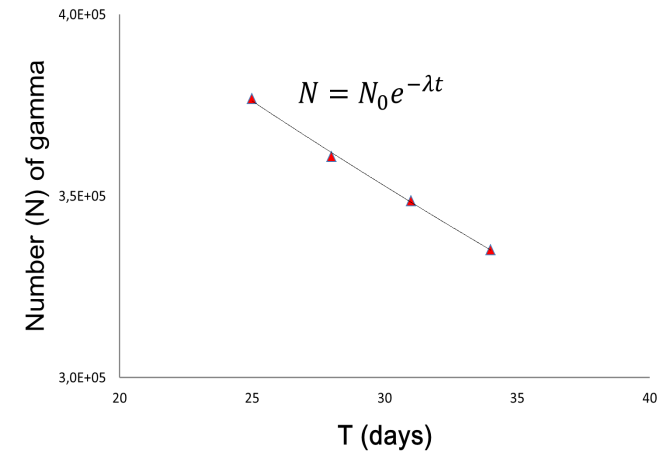 4,0E+05
N = N₀e^{−λt}
Number (N) of gamma
3,5E+05
3,0E+05
20 25 30 35 40
T (days)